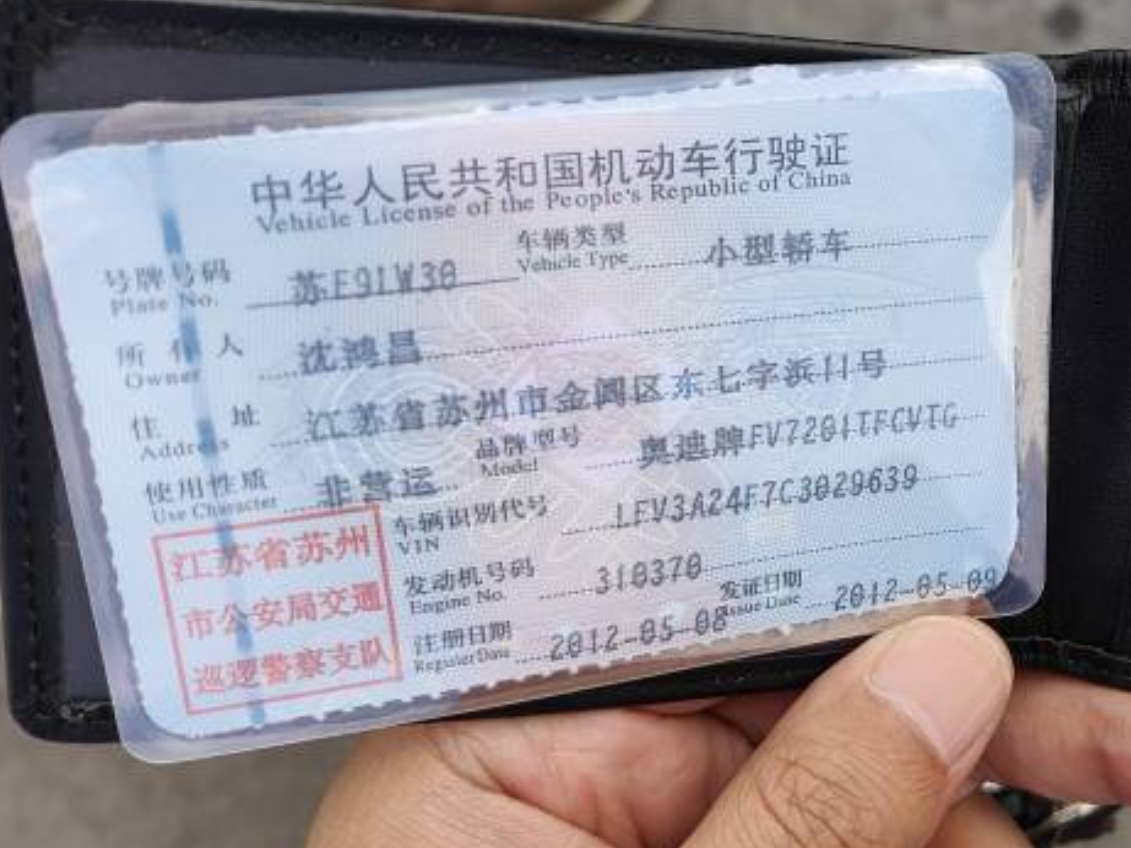 中华人民共和国机动车行驶证
Vehicle License of the People's Republic of China
号牌号码 苏E91W30 车辆类型 小型轿车
Plate No. Vehicle Type
所有人 沈鸿昌
Owner
住址 江苏省苏州市金阊区东七字浜11号
Address
使用性质 非营运 品牌型号 奥迪牌FV7201TFCVTG
Use Character Model
车辆识别代号 LFV3A24F7C3029639
VIN
发动机号码 310370
Engine No.
注册日期 2012-05-08 发证日期 2012-05-09
Register Date Issue Date
江苏省苏州
市公安局交通
巡逻警察支队